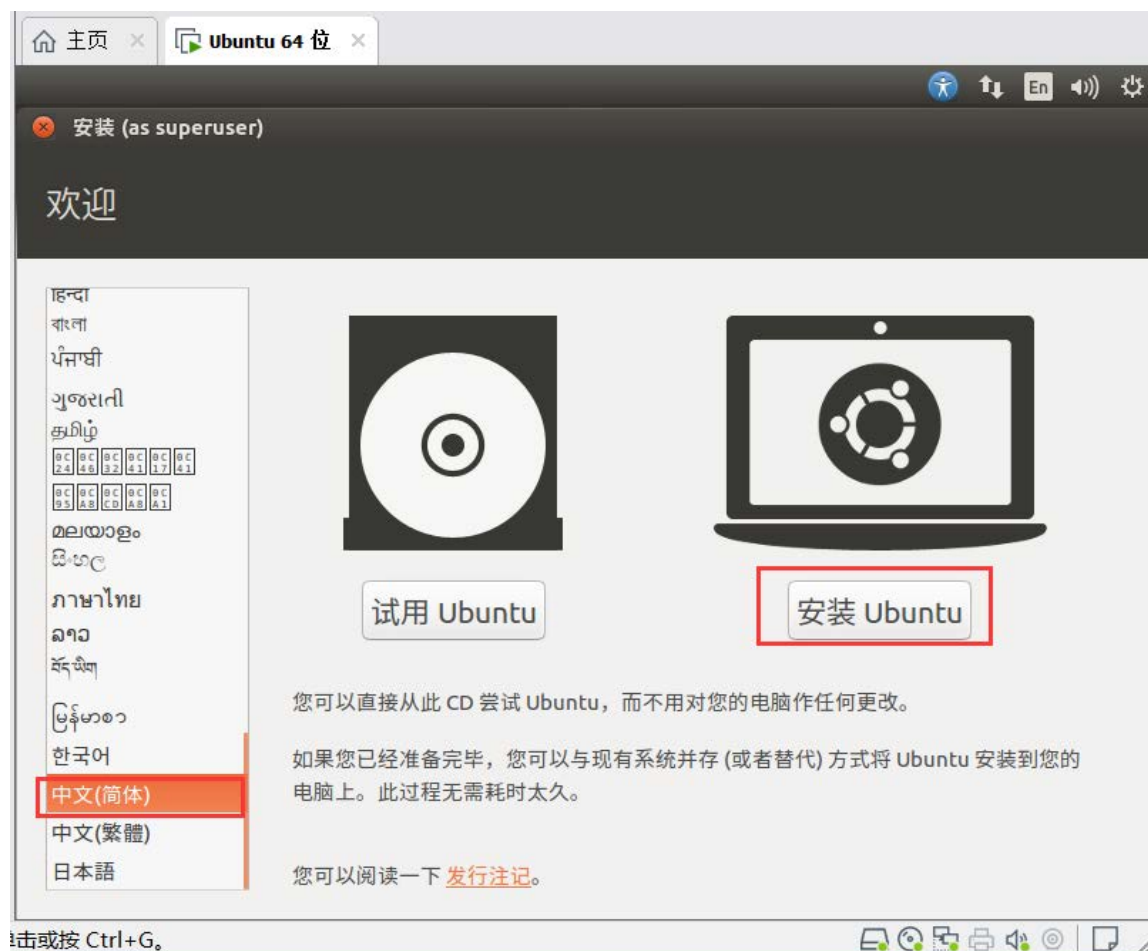 主页
Ubuntu 64 位
En
安装 (as superuser)
欢迎
हिन्दी
বাংলা
ਪੰਜਾਬੀ
ગુજરાતી
தமிழ்
മലയാളം
සිංහල
ภาษาไทย
ລາວ
རྫོང་ཁ
မြန်မာစာ
한국어
中文(简体)
中文(繁體)
日本語
试用 Ubuntu
安装 Ubuntu
您可以直接从此 CD 尝试 Ubuntu，而不用对您的电脑作任何更改。
如果您已经准备完毕，您可以与现有系统并存 (或者替代) 方式将 Ubuntu 安装到您的
电脑上。此过程无需耗时太久。
您可以阅读一下 发行注记。
击或按 Ctrl+G。